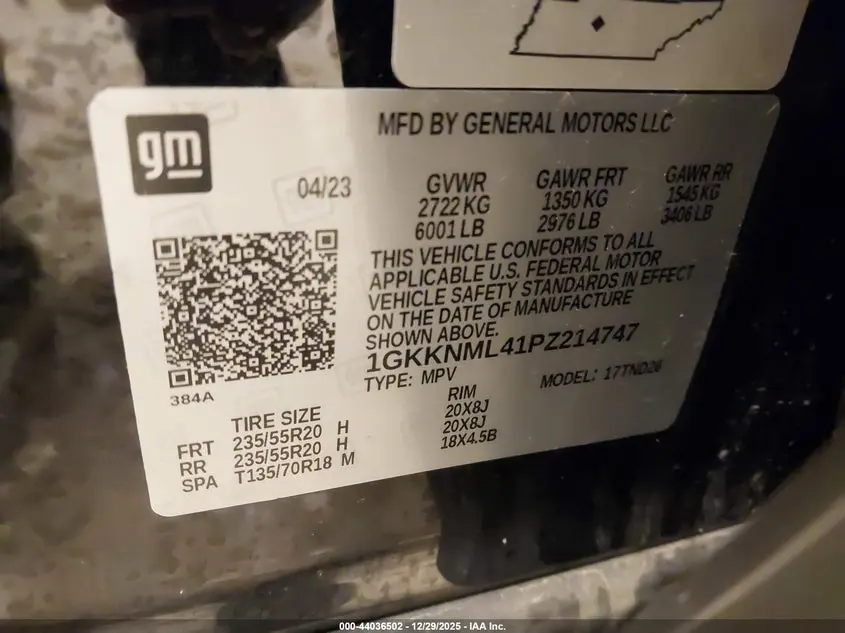 MFD BY GENERAL MOTORS LLC
gm
04/23
GVWR
2722 KG
6001 LB
GAWR FRT
1350 KG
2976 LB
GAWR RR
1545 KG
3406 LB
THIS VEHICLE CONFORMS TO ALL
APPLICABLE U.S. FEDERAL MOTOR
VEHICLE SAFETY STANDARDS IN EFFECT
ON THE DATE OF MANUFACTURE
SHOWN ABOVE.
1GKKNML41PZ214747
TYPE: MPV MODEL: 17TND26
384A
TIRE SIZE RIM
FRT 235/55R20 H 20X8J
RR 235/55R20 H 20X8J
SPA T135/70R18 M 18X4.5B
000-44036502 - 12/29/2025 - IAA Inc.